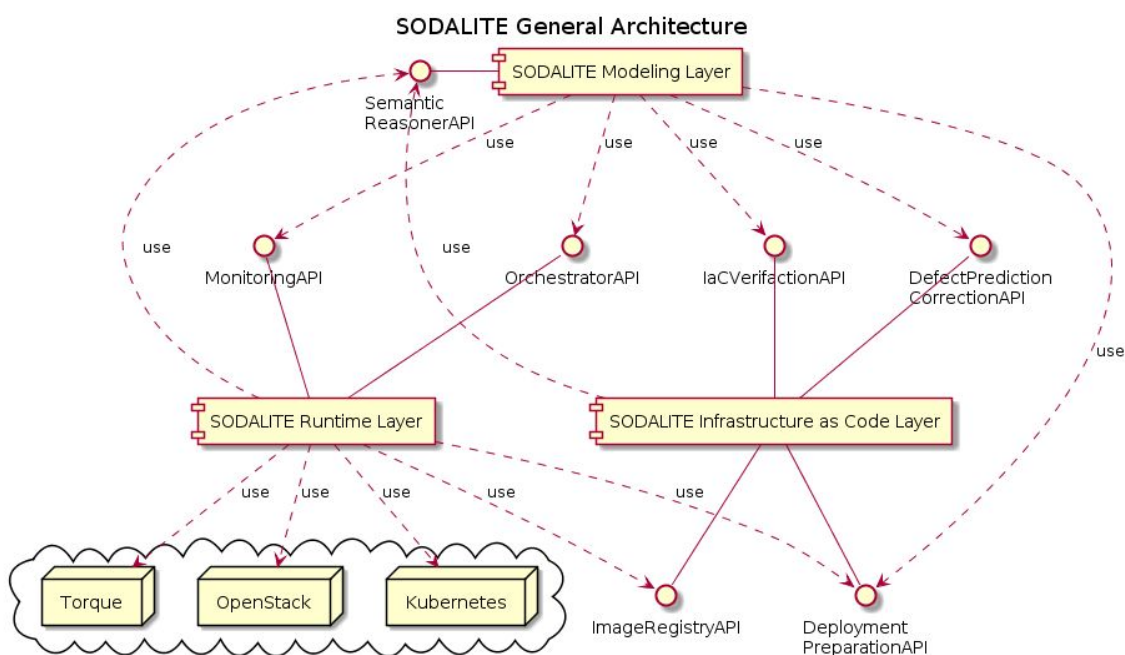 SODALITE General Architecture
SODALITE Modeling Layer
Semantic
ReasonerAPI
use
use
use
use
use
use
MonitoringAPI
OrchestratorAPI
IaCVerifactionAPI
DefectPrediction
CorrectionAPI
use
SODALITE Runtime Layer
SODALITE Infrastructure as Code Layer
use
use
use
use
use
Torque
OpenStack
Kubernetes
ImageRegistryAPI
Deployment
PreparationAPI